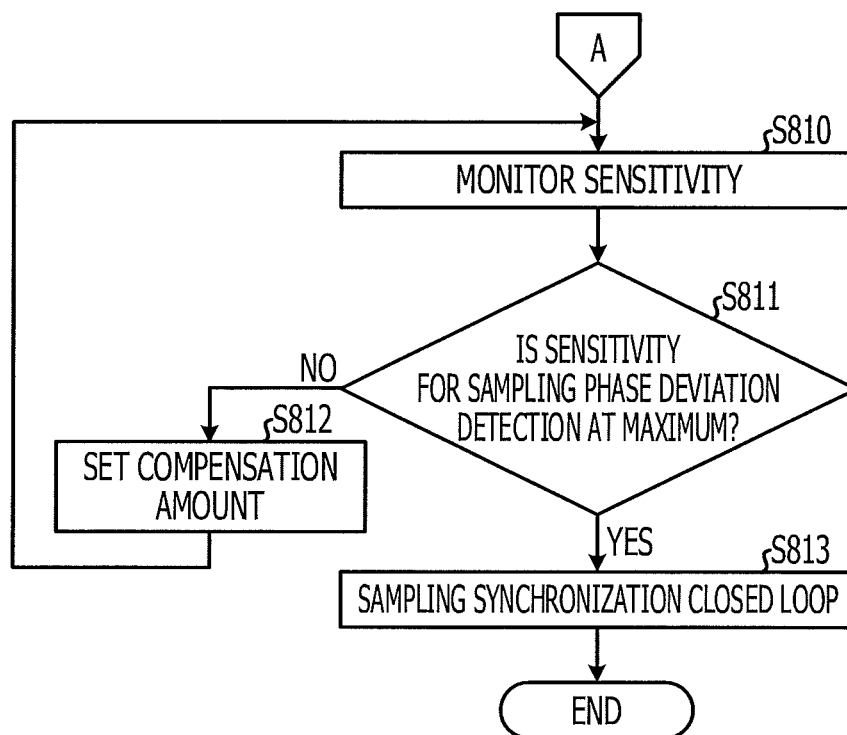 A
S810
MONITOR SENSITIVITY
S811
IS SENSITIVITY
FOR SAMPLING PHASE DEVIATION
DETECTION AT MAXIMUM?
NO
S812
SET COMPENSATION
AMOUNT
YES
S813
SAMPLING SYNCHRONIZATION CLOSED LOOP
END